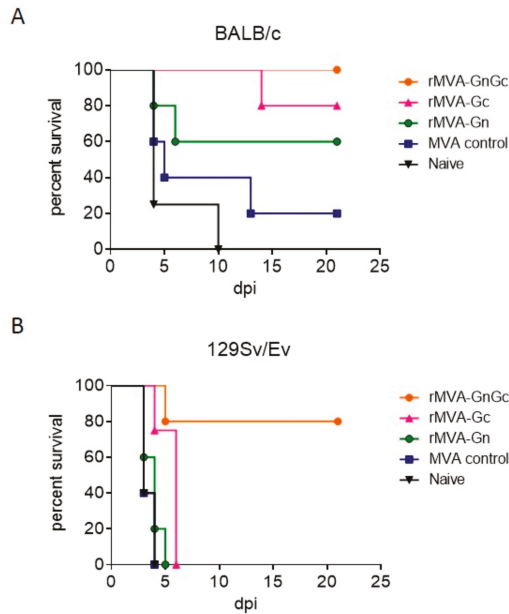 A
BALB/c
percent survival
100
80
60
40
20
0
0 5 10 15 20 25
dpi
rMVA-GnGc
rMVA-Gc
rMVA-Gn
MVA control
Naive
B
129Sv/Ev
percent survival
100
80
60
40
20
0
0 5 10 15 20 25
dpi
rMVA-GnGc
rMVA-Gc
rMVA-Gn
MVA control
Naive